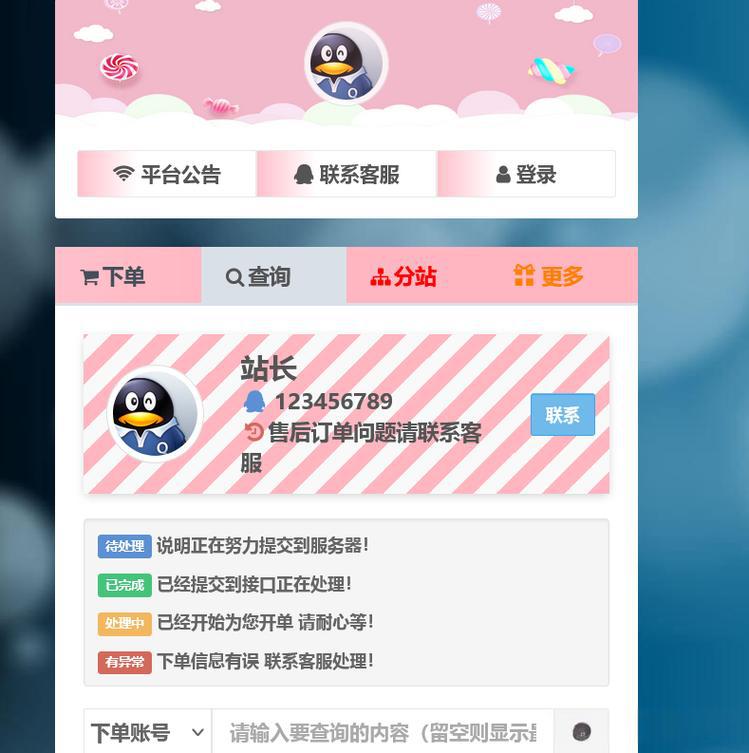 平台公告 联系客服 登录
下单 查询 分站 更多
站长
123456789
售后订单问题请联系客
服
联系
待处理 说明正在努力提交到服务器!
已完成 已经提交到接口正在处理!
处理中 已经开始为您开单 请耐心等!
有异常 下单信息有误 联系客服处理!
下单账号 请输入要查询的内容（留空则显示